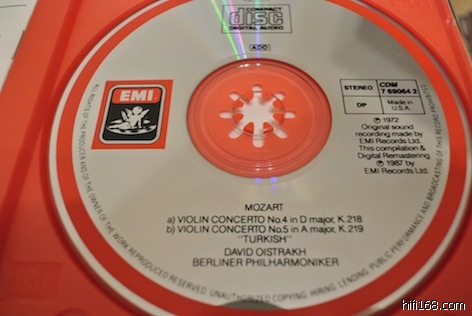 COMPACT
disc
DIGITAL AUDIO
ADD
EMI
STEREO
CDM
7 69064 2
DP
Made in
U.S.A.
℗ 1972
Original sound
recording made by
EMI Records Ltd.
This compilation &
Digital Remastering
℗ 1987 by
EMI Records Ltd.
MOZART
a) VIOLIN CONCERTO No.4 in D major, K.218
b) VIOLIN CONCERTO No.5 in A major, K.219
"TURKISH"
DAVID OISTRAKH
BERLINER PHILHARMONIKER
ALL RIGHTS OF THE PRODUCER AND OF THE OWNER OF THE WORK REPRODUCED RESERVED. UNAUTHORIZED COPYING, HIRING, LENDING, PUBLIC PERFORMANCE AND BROADCASTING OF THIS RECORD PROHIBITED.
hifi168.com